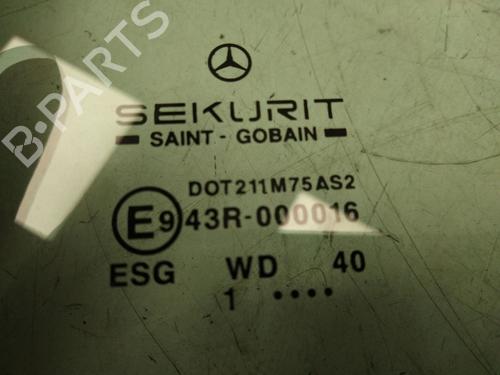 B-PARTS
SEKURIT
SAINT - GOBAIN
DOT211M75AS2
E9 43R-000016
ESG WD 40
1 ••••